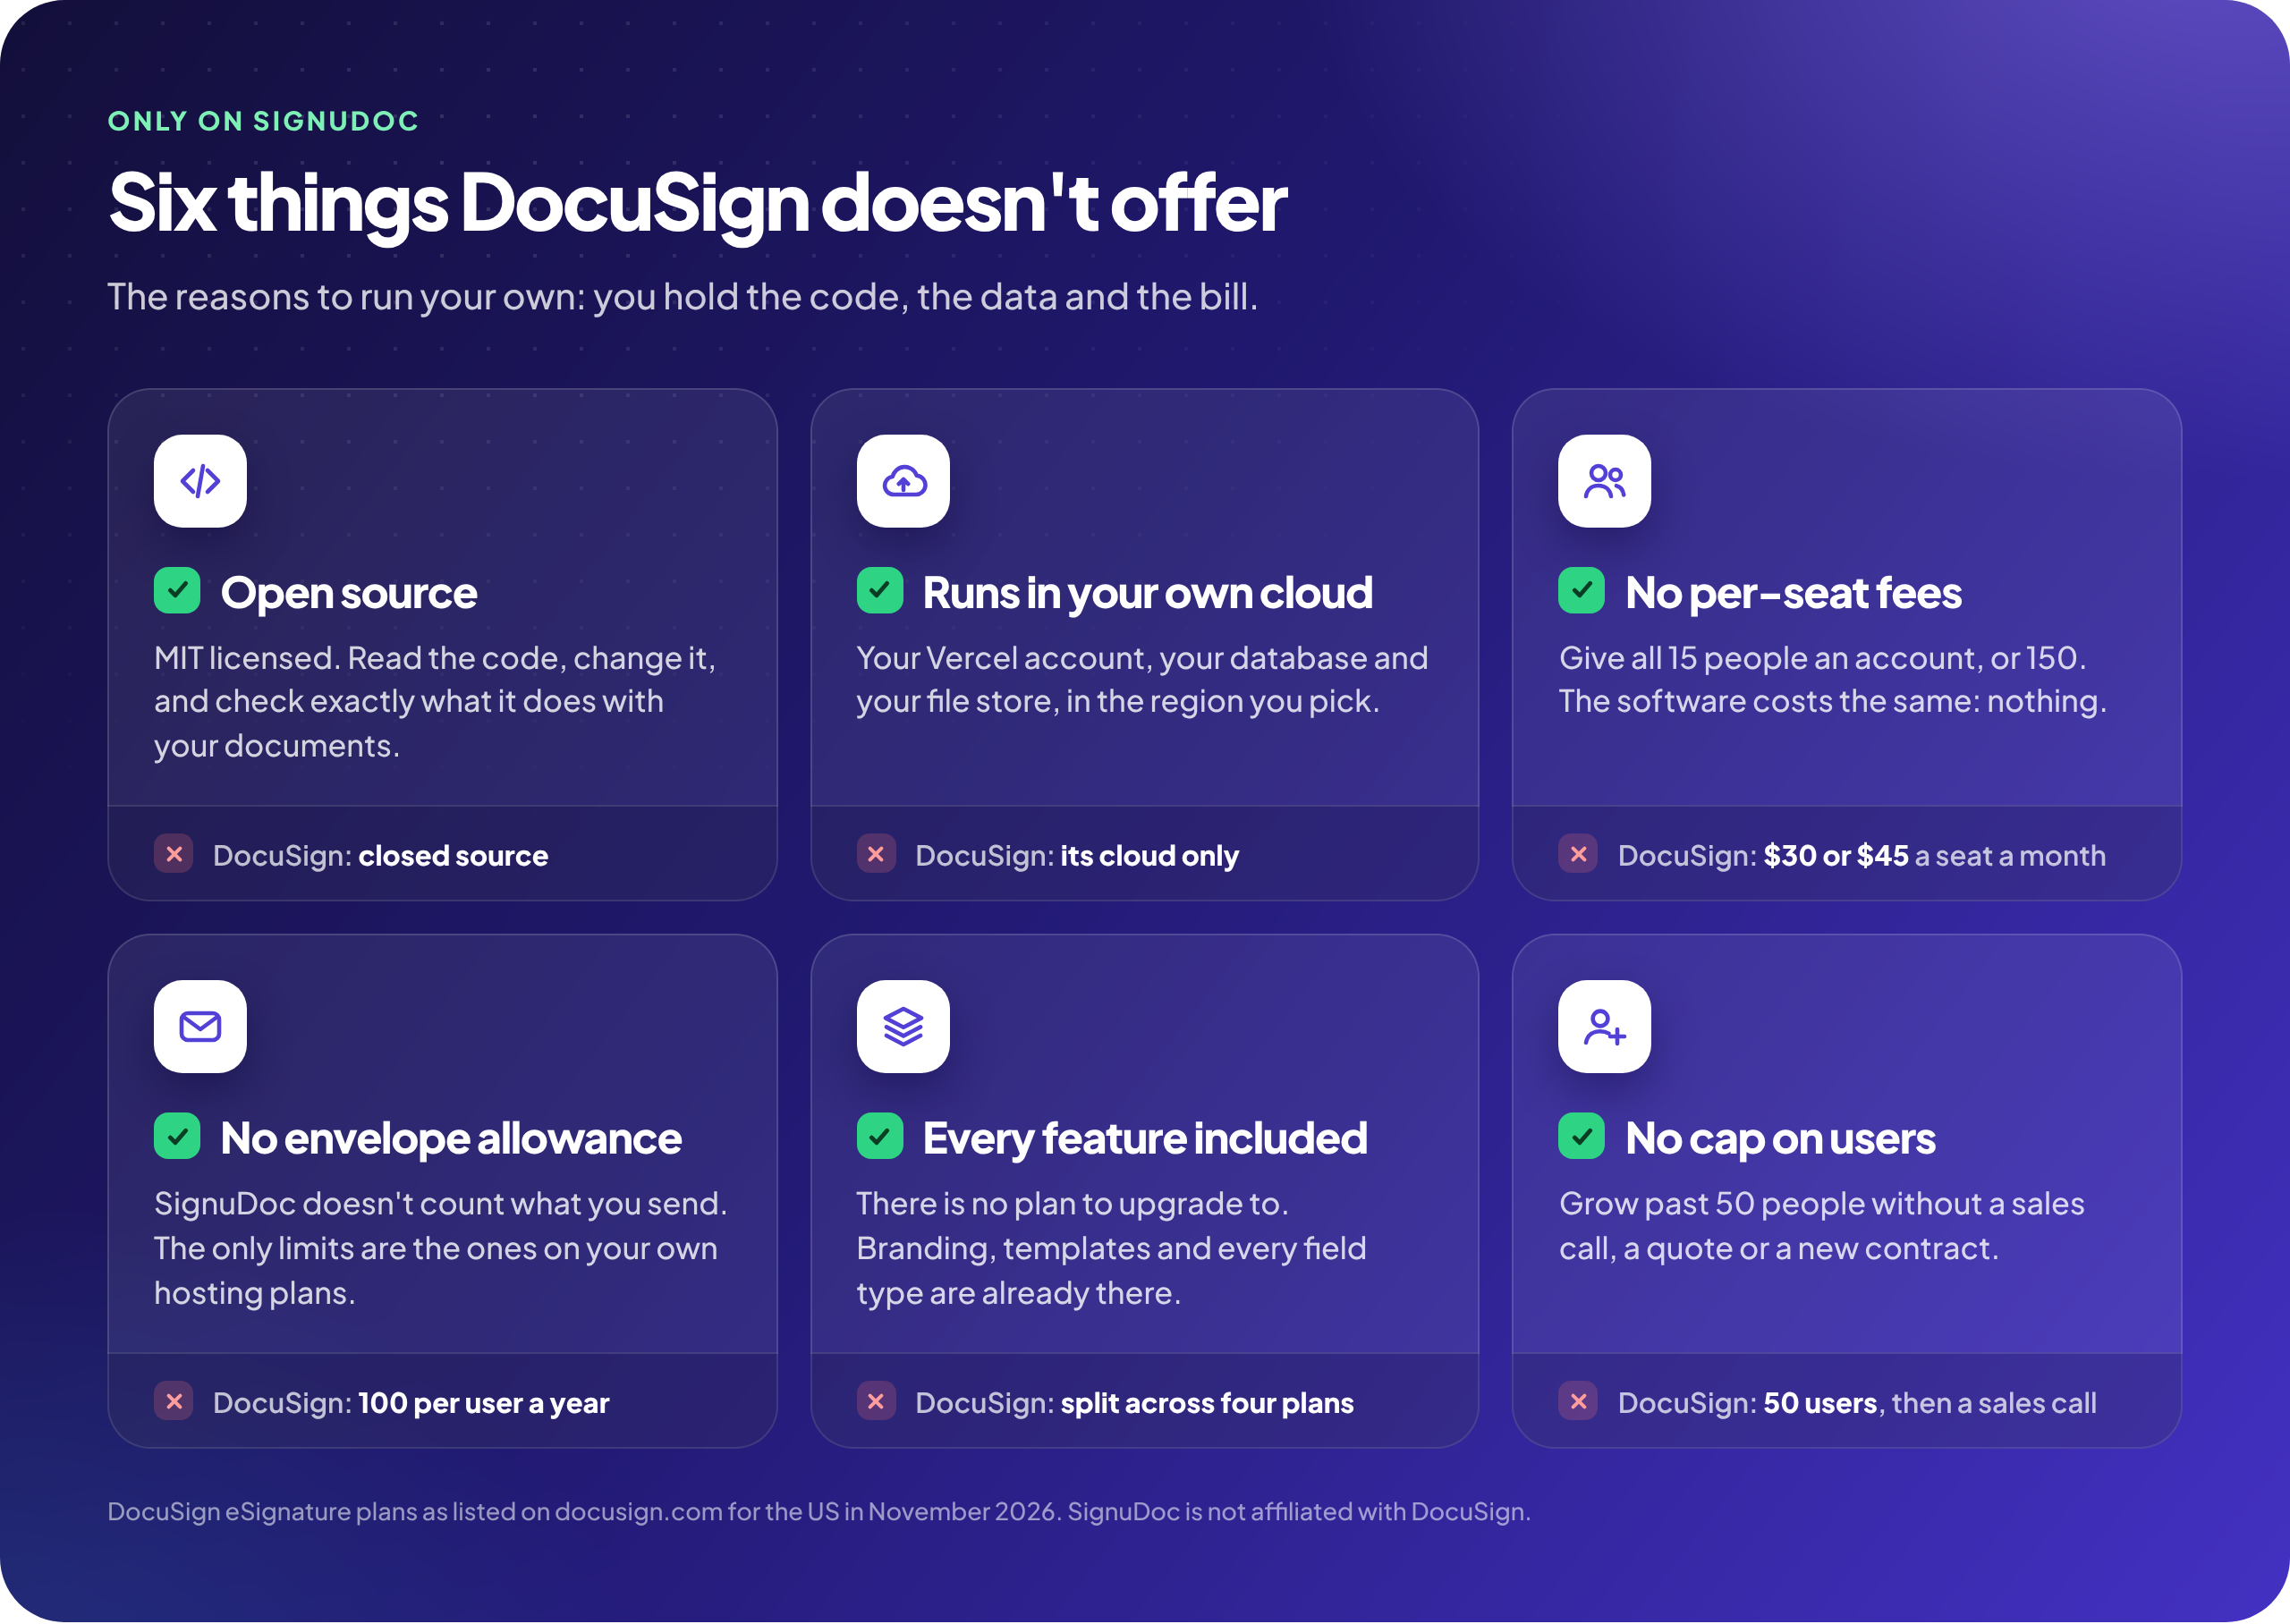 ONLY ON SIGNUDOC
Six things DocuSign doesn't offer
The reasons to run your own: you hold the code, the data and the bill.
Open source
MIT licensed. Read the code, change it,
and check exactly what it does with
your documents.
DocuSign: closed source
Runs in your own cloud
Your Vercel account, your database and
your file store, in the region you pick.
DocuSign: its cloud only
No per-seat fees
Give all 15 people an account, or 150.
The software costs the same: nothing.
DocuSign: $30 or $45 a seat a month
No envelope allowance
SignuDoc doesn't count what you send.
The only limits are the ones on your own
hosting plans.
DocuSign: 100 per user a year
Every feature included
There is no plan to upgrade to.
Branding, templates and every field
type are already there.
DocuSign: split across four plans
No cap on users
Grow past 50 people without a sales
call, a quote or a new contract.
DocuSign: 50 users, then a sales call
DocuSign eSignature plans as listed on docusign.com for the US in November 2026. SignuDoc is not affiliated with DocuSign.